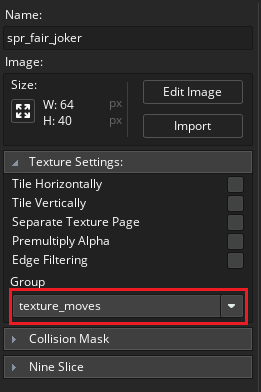 Name:
spr_fair_joker
Image:
Size:
W: 64 px
H: 40 px
Edit Image
Import
Texture Settings:
Tile Horizontally
Tile Vertically
Separate Texture Page
Premultiply Alpha
Edge Filtering
Group
texture_moves
Collision Mask
Nine Slice